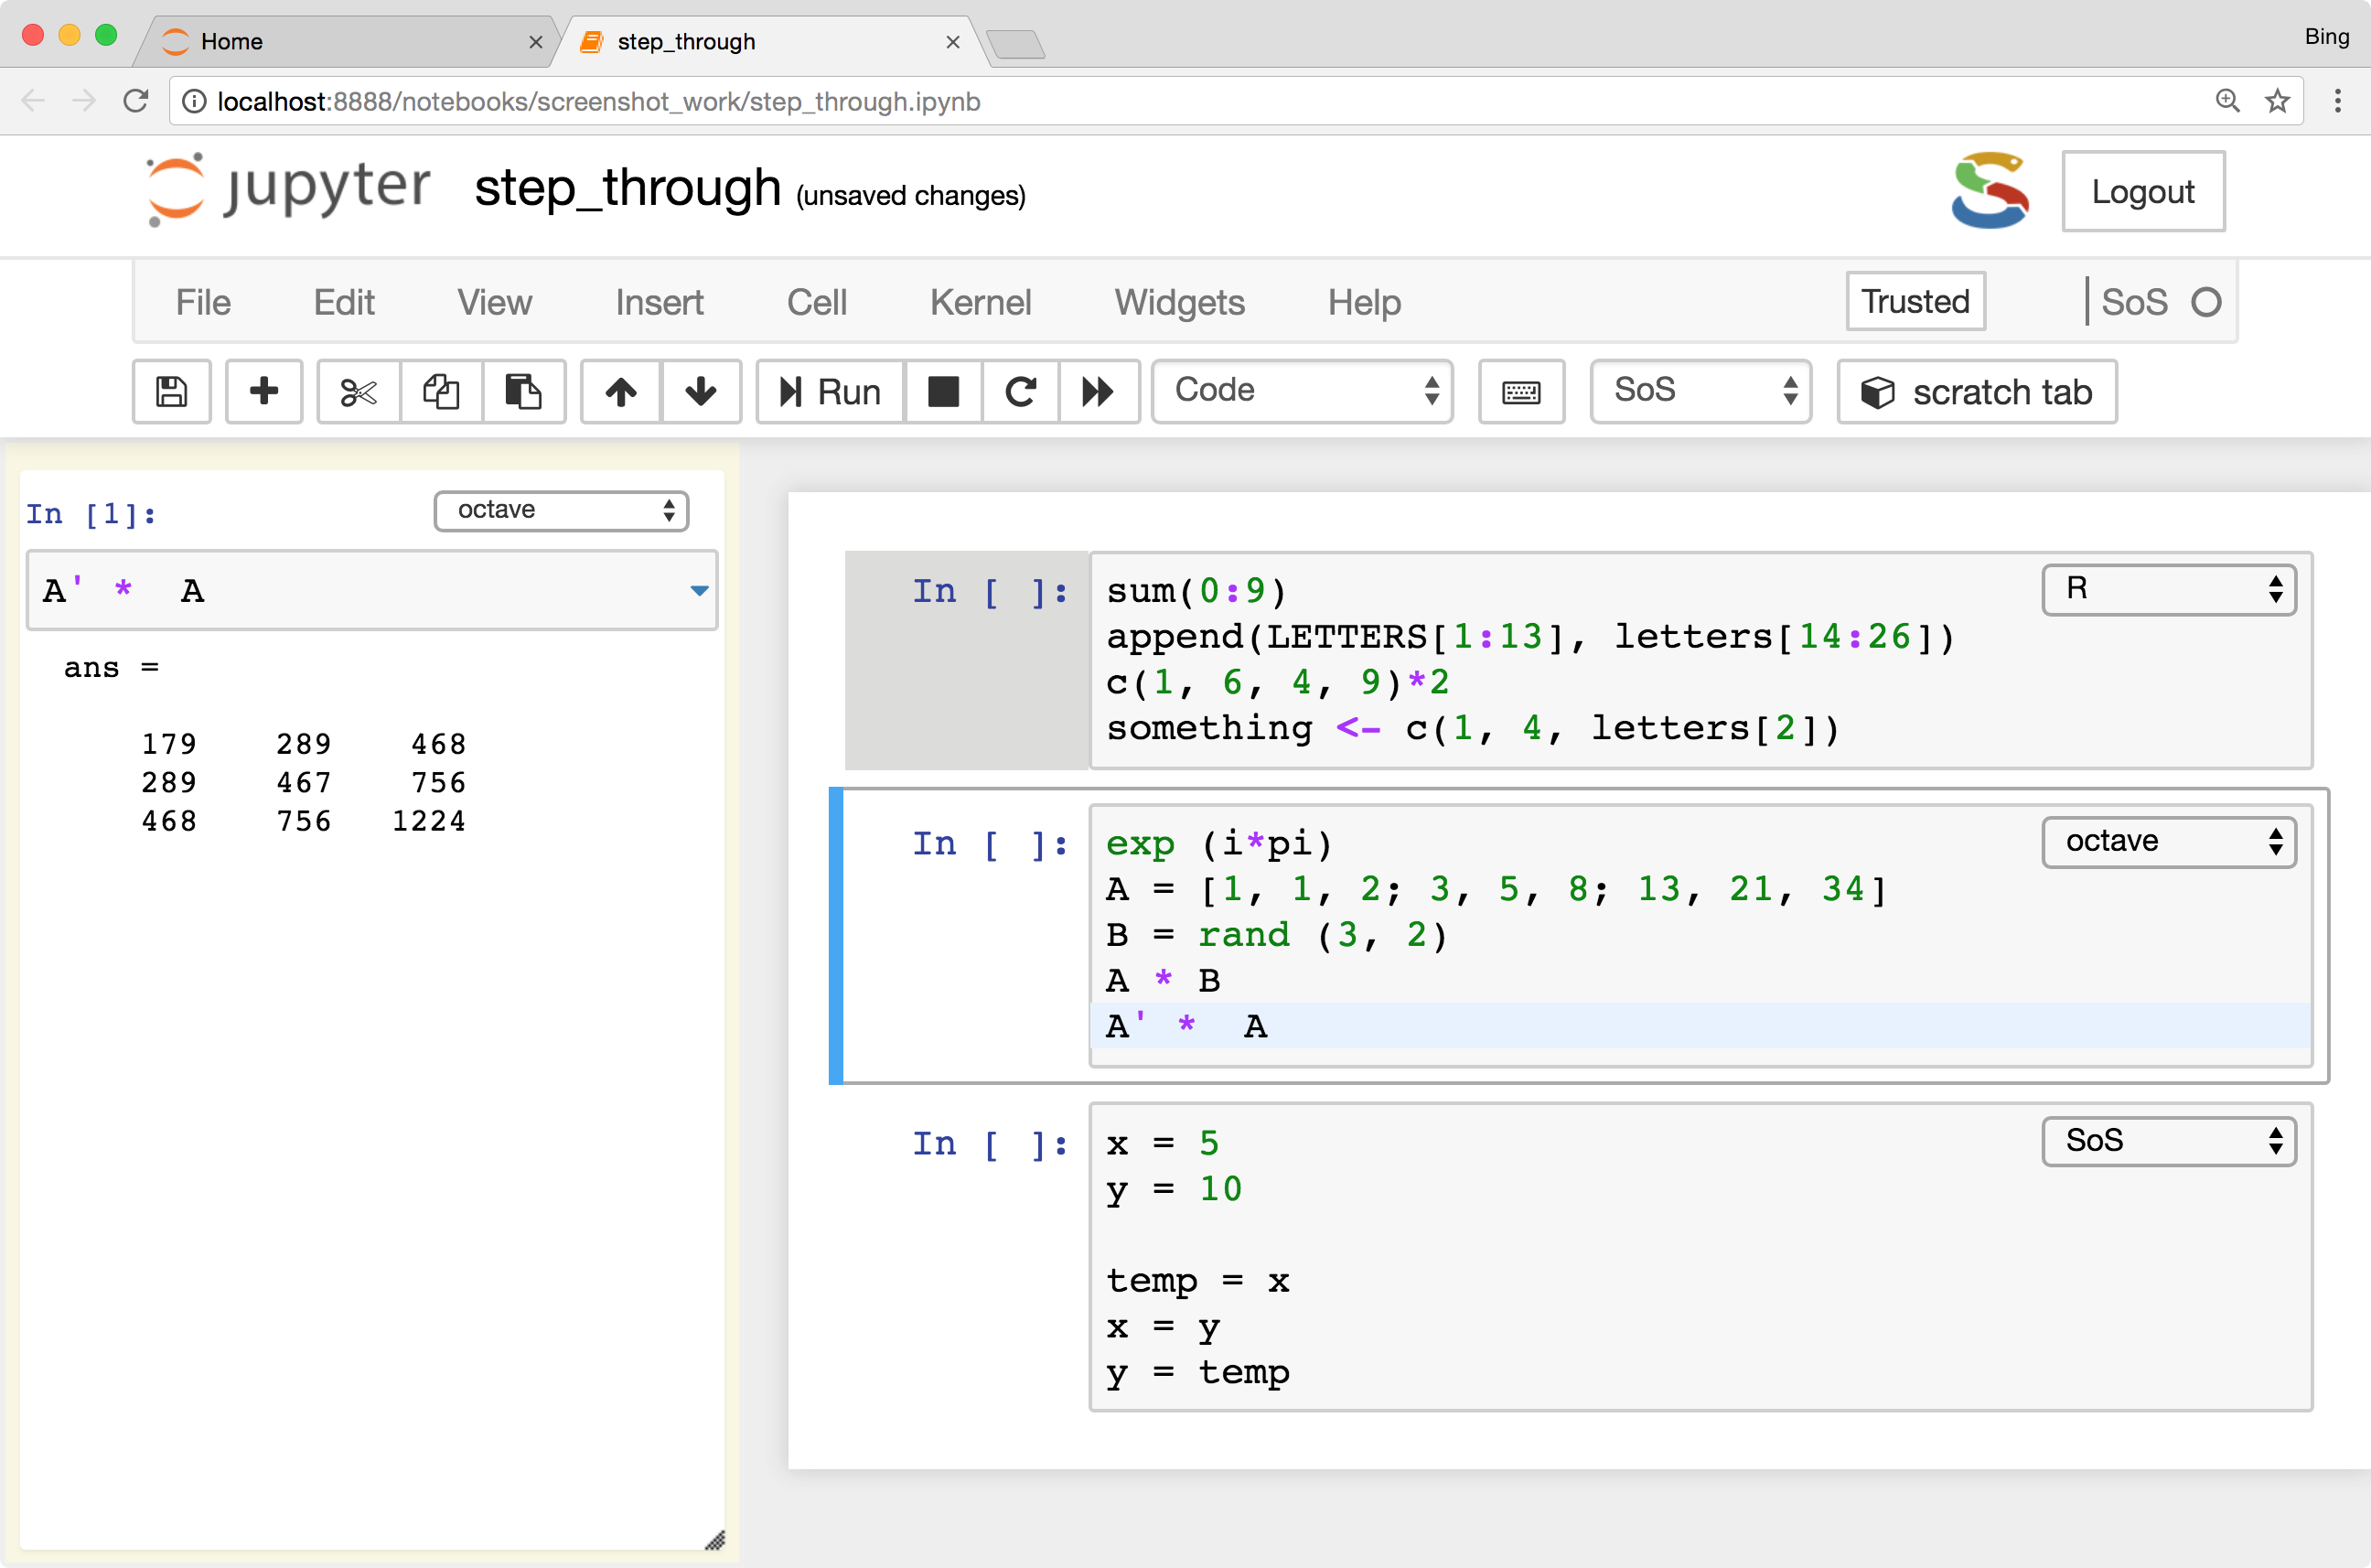 Home
step_through
Bing
localhost:8888/notebooks/screenshot_work/step_through.ipynb
jupyter step_through (unsaved changes)
Logout
File Edit View Insert Cell Kernel Widgets Help Trusted SoS
Run Code SoS scratch tab
In [1]: octave
A' *  A
ans =
179 289 468
289 467 756
468 756 1224
In [ ]: R
sum(0:9)
append(LETTERS[1:13], letters[14:26])
c(1, 6, 4, 9)*2
something <- c(1, 4, letters[2])
In [ ]: octave
exp (i*pi)
A = [1, 1, 2; 3, 5, 8; 13, 21, 34]
B = rand (3, 2)
A * B
A' *  A
In [ ]: SoS
x = 5
y = 10
temp = x
x = y
y = temp